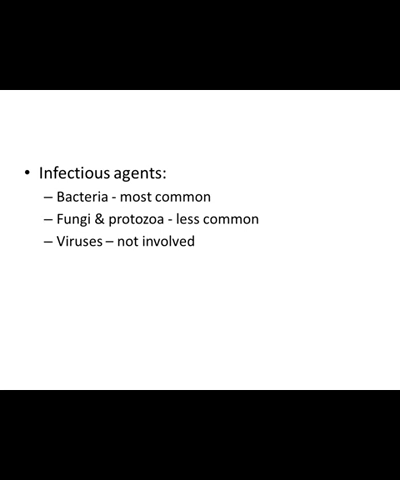 • Infectious agents:
– Bacteria - most common
– Fungi & protozoa - less common
– Viruses – not involved